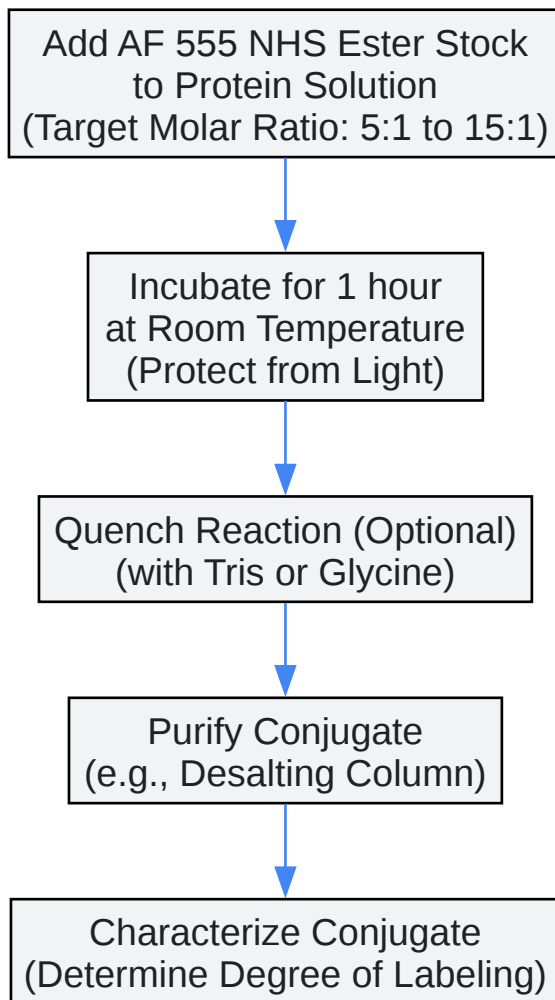 Add AF 555 NHS Ester Stock
to Protein Solution
(Target Molar Ratio: 5:1 to 15:1)
Incubate for 1 hour
at Room Temperature
(Protect from Light)
Quench Reaction (Optional)
(with Tris or Glycine)
Purify Conjugate
(e.g., Desalting Column)
Characterize Conjugate
(Determine Degree of Labeling)